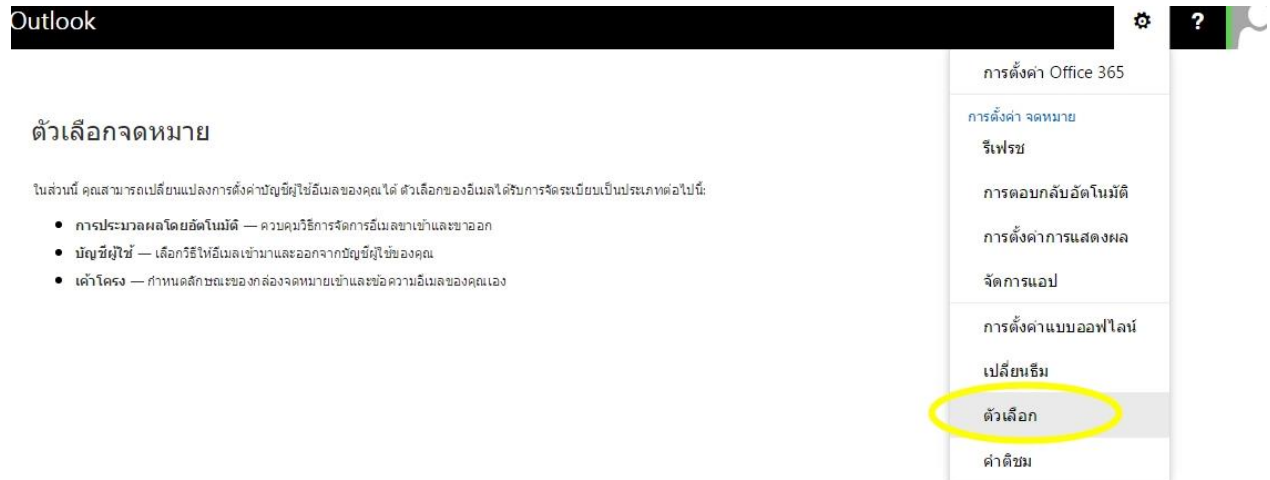 Outlook
?
การตั้งค่า Office 365
การตั้งค่า จดหมาย
รีเฟรช
การตอบกลับอัตโนมัติ
การตั้งค่าการแสดงผล
จัดการแอป
การตั้งค่าแบบออฟไลน์
เปลี่ยนธีม
ตัวเลือก
คำติชม
ตัวเลือกจดหมาย
ในส่วนนี้ คุณสามารถเปลี่ยนแปลงการตั้งค่าบัญชีผู้ใช้อีเมลของคุณได้ ตัวเลือกของอีเมลได้รับการจัดระเบียบเป็นประเภทต่อไปนี้:
• การประมวลผลโดยอัตโนมัติ — ควบคุมวิธีการจัดการอีเมลขาเข้าและขาออก
• บัญชีผู้ใช้ — เลือกวิธีให้อีเมลเข้ามาและออกจากบัญชีผู้ใช้ของคุณ
• เค้าโครง — กำหนดลักษณะของกล่องจดหมายเข้าและข้อความอีเมลของคุณเอง